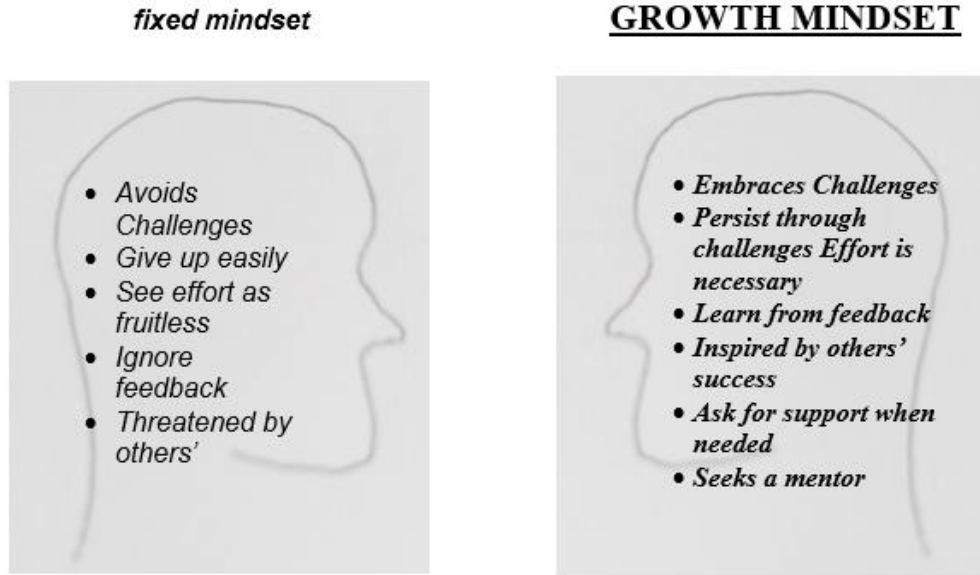 fixed mindset
• Avoids
Challenges
• Give up easily
• See effort as
fruitless
• Ignore
feedback
• Threatened by
others’
GROWTH MINDSET
• Embraces Challenges
• Persist through
challenges Effort is
necessary
• Learn from feedback
• Inspired by others’
success
• Ask for support when
needed
• Seeks a mentor